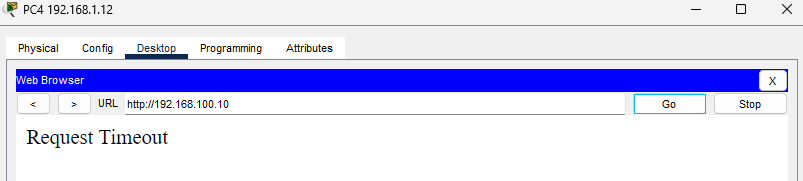 PC4 192.168.1.12
Physical Config Desktop Programming Attributes
Web Browser X
< > URL http://192.168.100.10 Go Stop
Request Timeout